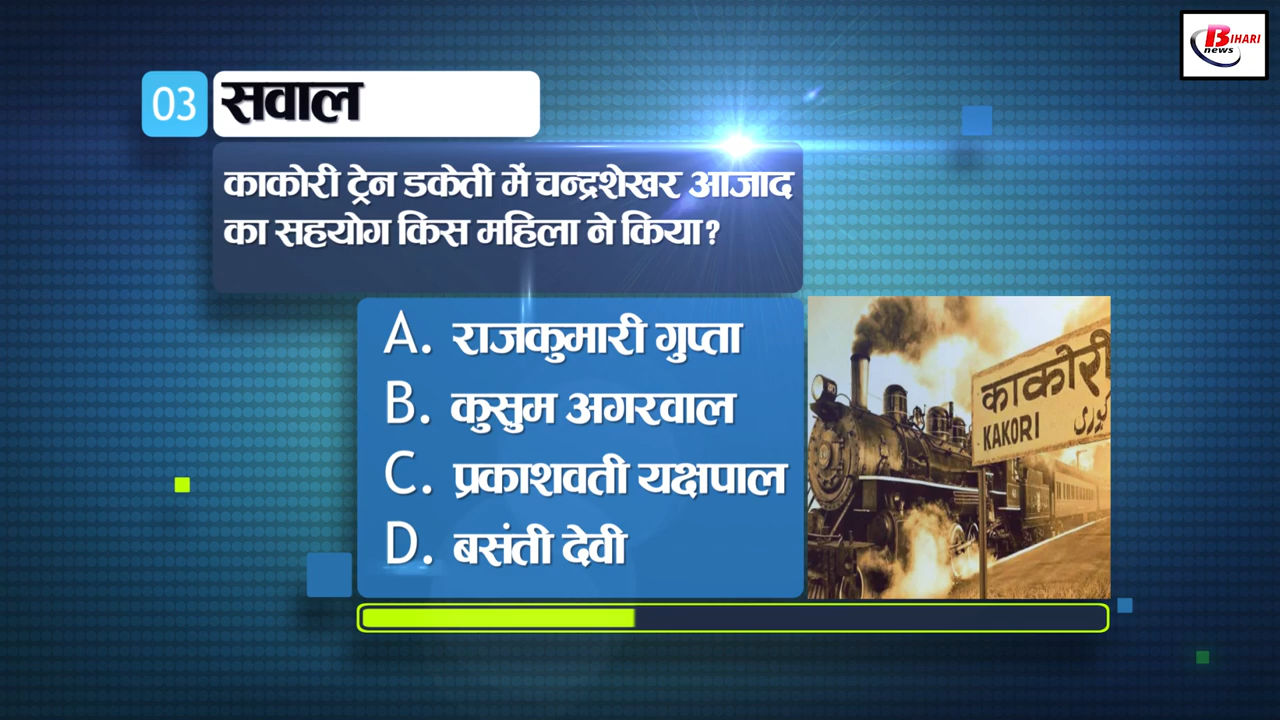 BIHARI
news
03 सवाल
काकोरी ट्रेन डकेती में चन्द्रशेखर आजाद
का सहयोग किस महिला ने किया?
A. राजकुमारी गुप्ता
B. कुसुम अगरवाल
C. प्रकाशवती यक्षपाल
D. बसंती देवी
काकोरी
KAKORI